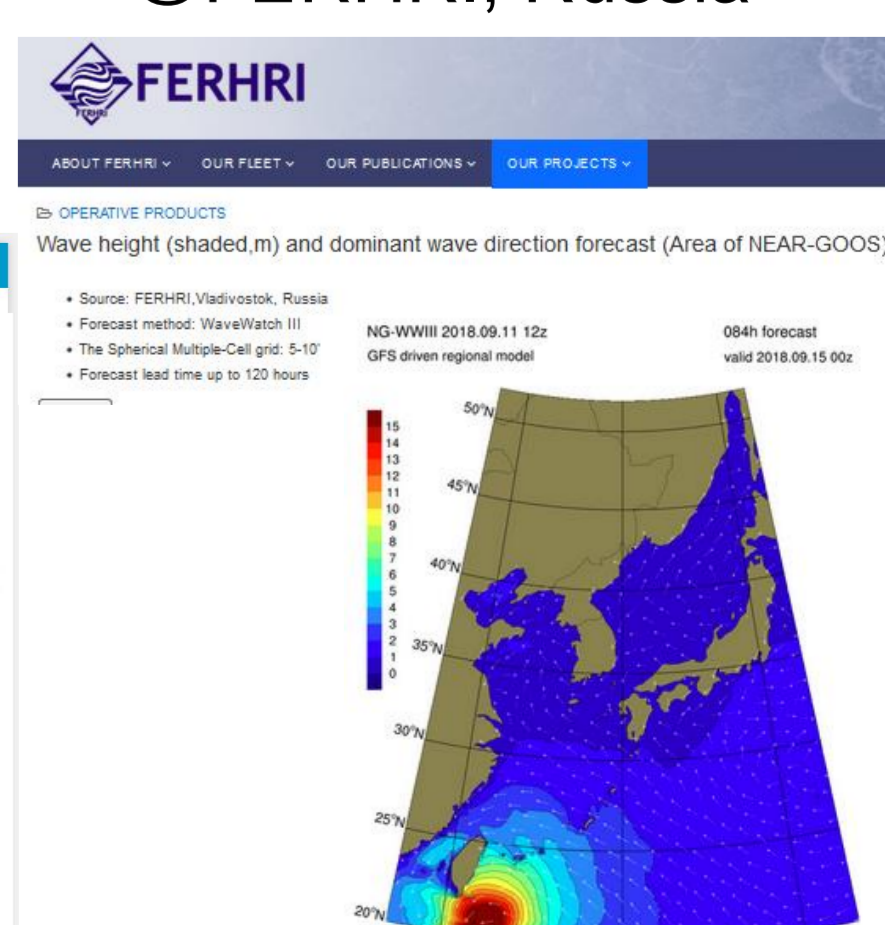 @FERHRI, Russia
FERHRI
FERHRI
ABOUT FERHRI OUR FLEET OUR PUBLICATIONS OUR PROJECTS
OPERATIVE PRODUCTS
Wave height (shaded,m) and dominant wave direction forecast (Area of NEAR-GOOS)
• Source: FERHRI,Vladivostok, Russia
• Forecast method: WaveWatch III
• The Spherical Multiple-Cell grid: 5-10'
• Forecast lead time up to 120 hours
NG-WWIII 2018.09.11 12z
084h forecast
GFS driven regional model
valid 2018.09.15 00z
15
14
13
12
11
10
9
8
7
6
5
4
3
2
1
0
50°N
45°N
40°N
35°N
30°N
25°N
20°N